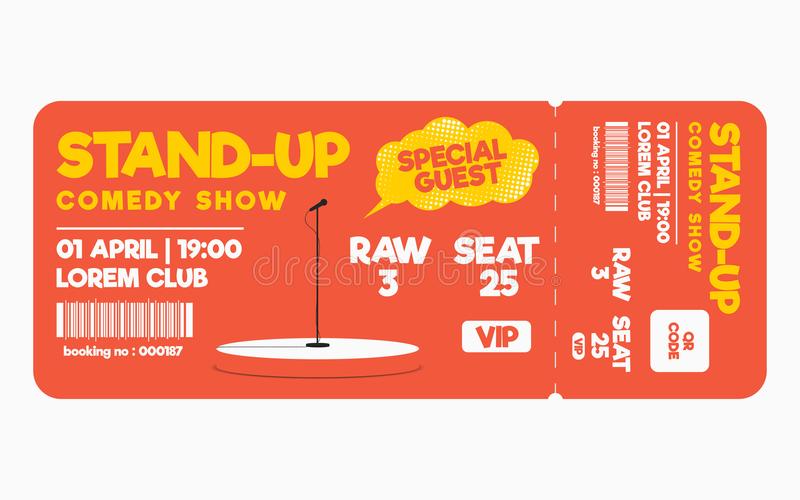 STAND-UP
COMEDY SHOW
01 APRIL | 19:00
LOREM CLUB
booking no : 000187
SPECIAL
GUEST
RAW
3
SEAT
25
VIP
STAND-UP
COMEDY SHOW
01 APRIL | 19:00
LOREM CLUB
booking no : 000187
RAW
3
SEAT
25
VIP
QR
CODE
dreamstime